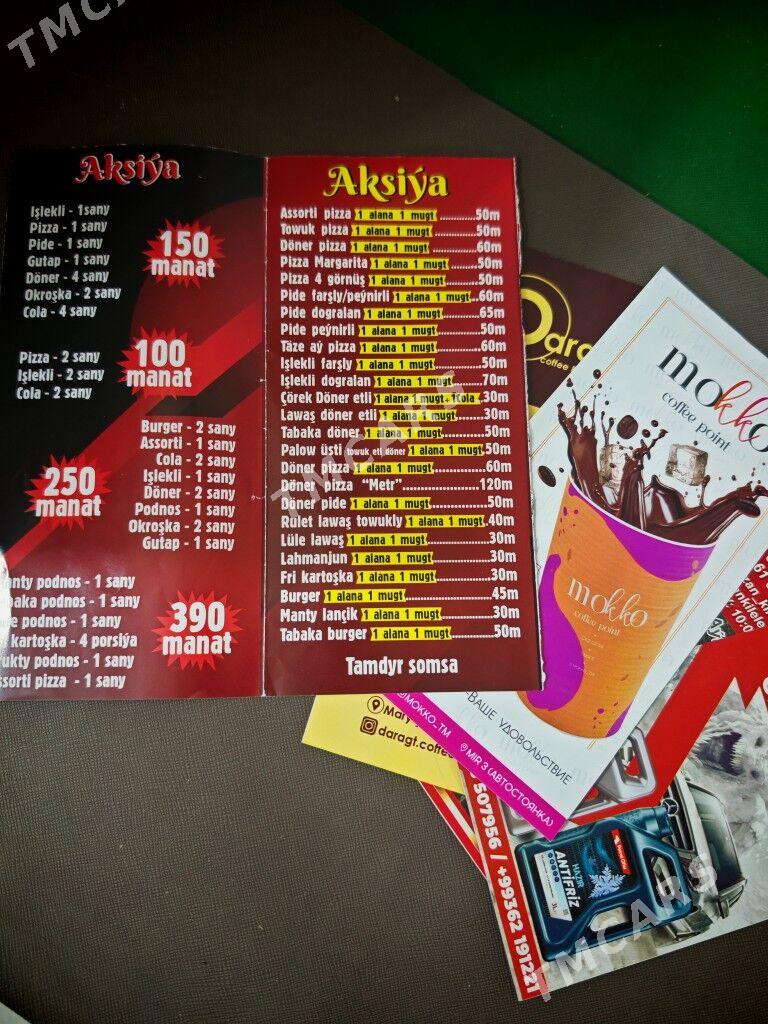 TMCARS
Aksiýa
Işlekli - 1sany
Pizza - 1 sany
Pide - 1 sany
Gutap - 1 sany
Döner - 4 sany
Okroşka - 2 sany
Cola - 4 sany
150
manat
Pizza - 2 sany
Işlekli - 2 sany
Cola - 2 sany
100
manat
Burger - 2 sany
Assorti - 1 sany
Cola - 2 sany
Işlekli - 1 sany
Döner - 2 sany
Podnos - 1 sany
Okroşka - 2 sany
Gutap - 1 sany
250
manat
podnos - 1 sany
podnos - 1 sany
podnos - 1 sany
kartoşka - 4 porsiýa
podnos - 1 sany
pizza - 1 sany
390
manat
Aksiýa
Assorti pizza 1 alana 1 mugt..........50m
Towuk pizza 1 alana 1 mugt...........50m
Döner pizza 1 alana 1 mugt ..........60m
Pizza Margarita 1 alana 1 mugt.......50m
Pizza 4 görnüş 1 alana 1 mugt........50m
Pide farşly/peýnirli 1 alana 1 mugt..60m
Pide dogralan 1 alana 1 mugt........65m
Pide peýnirli 1 alana 1 mugt.........50m
Täze aý pizza 1 alana 1 mugt.........60m
Işlekli farşly 1 alana 1 mugt..........50m
Işlekli dogralan 1 alana 1 mugt.......70m
Çörek Döner etli 1 alana 1 mugt+1Cola.30m
Lawaş döner etli 1 alana 1 mugt......30m
Tabaka döner 1 alana 1 mugt.........50m
Palow üsti towuk etli döner 1 alana 1 mugt.50m
Döner pizza 1 alana 1 mugt...........60m
Döner pizza "Metr"...............120m
Döner pide 1 alana 1 mugt............50m
Rulet lawaş towukly 1 alana 1 mugt.40m
Lüle lawaş 1 alana 1 mugt.............30m
Lahmanjun 1 alana 1 mugt............30m
Fri kartoşka 1 alana 1 mugt...........30m
Burger 1 alana 1 mugt.................45m
Manty lançik 1 alana 1 mugt..........30m
Tabaka burger 1 alana 1 mugt........50m
Tamdyr somsa
coffee
Mary
daragt.coffee
mokko
coffee point
mokko
coffee point
ВАШЕ УДОВОЛЬСТВИЕ
@MOKKO_TM
MIR 3 (АВТОСТОЯНКА)
507956 / +99362 191221
HAZIR
ANTIFRIZ
3L
TMCARS
TMCARS